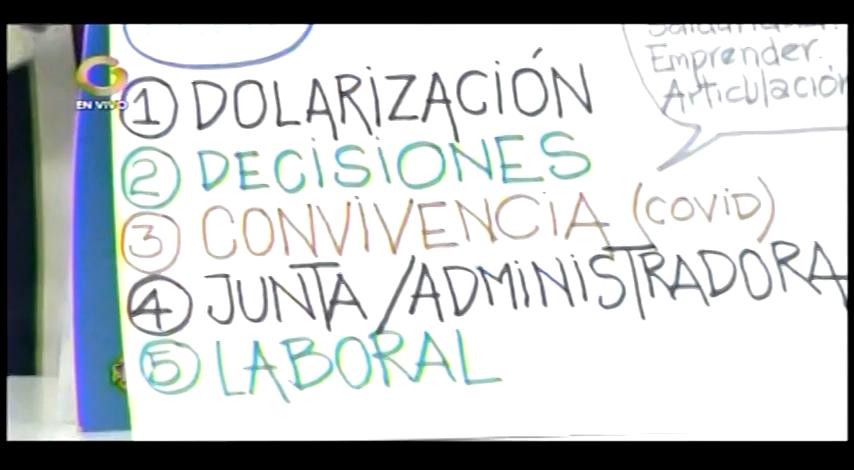 Emprender.
Articulación
EN VIVO
① DOLARiZACiÓN
② DECiSiONES
③ CONViVENCiA (COViD)
④ JUNTA / ADMiNiSTRADORA
⑤ LABORAL